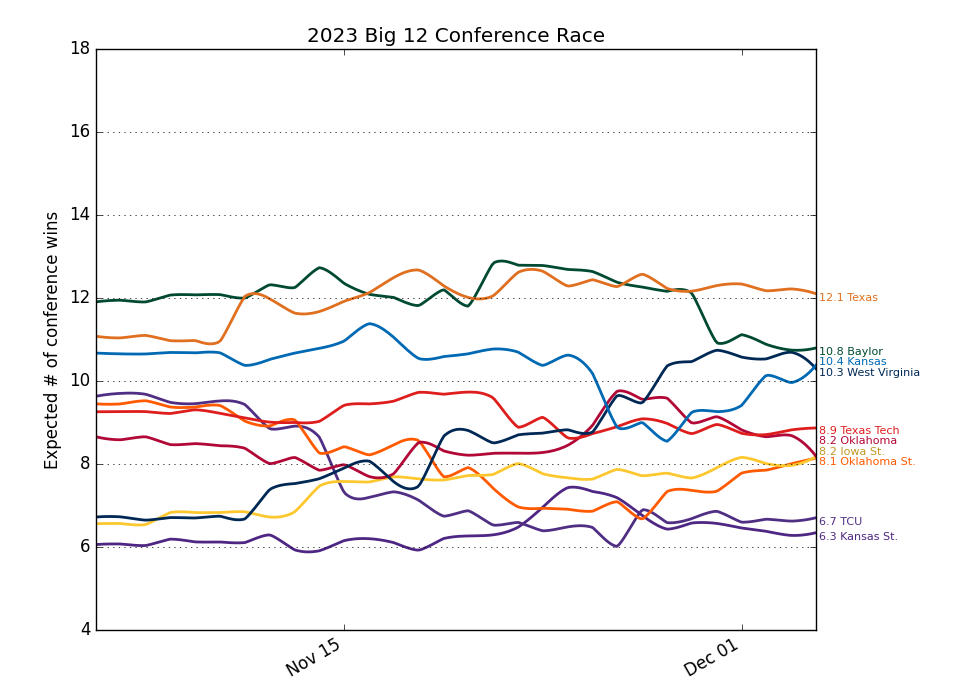 2023 Big 12 Conference Race
Expected # of conference wins
18
16
14
12
10
8
6
4
Nov 15
Dec 01
12.1 Texas
10.8 Baylor
10.4 Kansas
10.3 West Virginia
8.9 Texas Tech
8.2 Oklahoma
8.2 Iowa St.
8.1 Oklahoma St.
6.7 TCU
6.3 Kansas St.